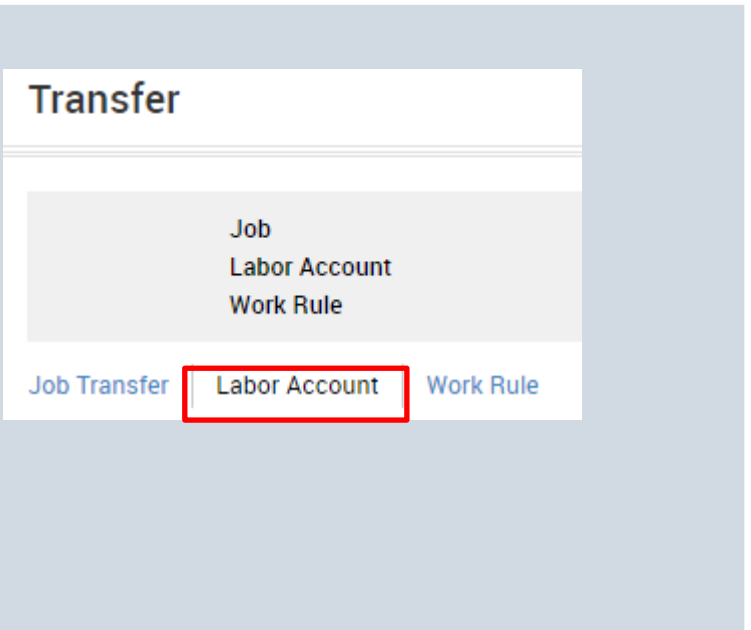 Transfer
Job
Labor Account
Work Rule
Job Transfer Labor Account Work Rule